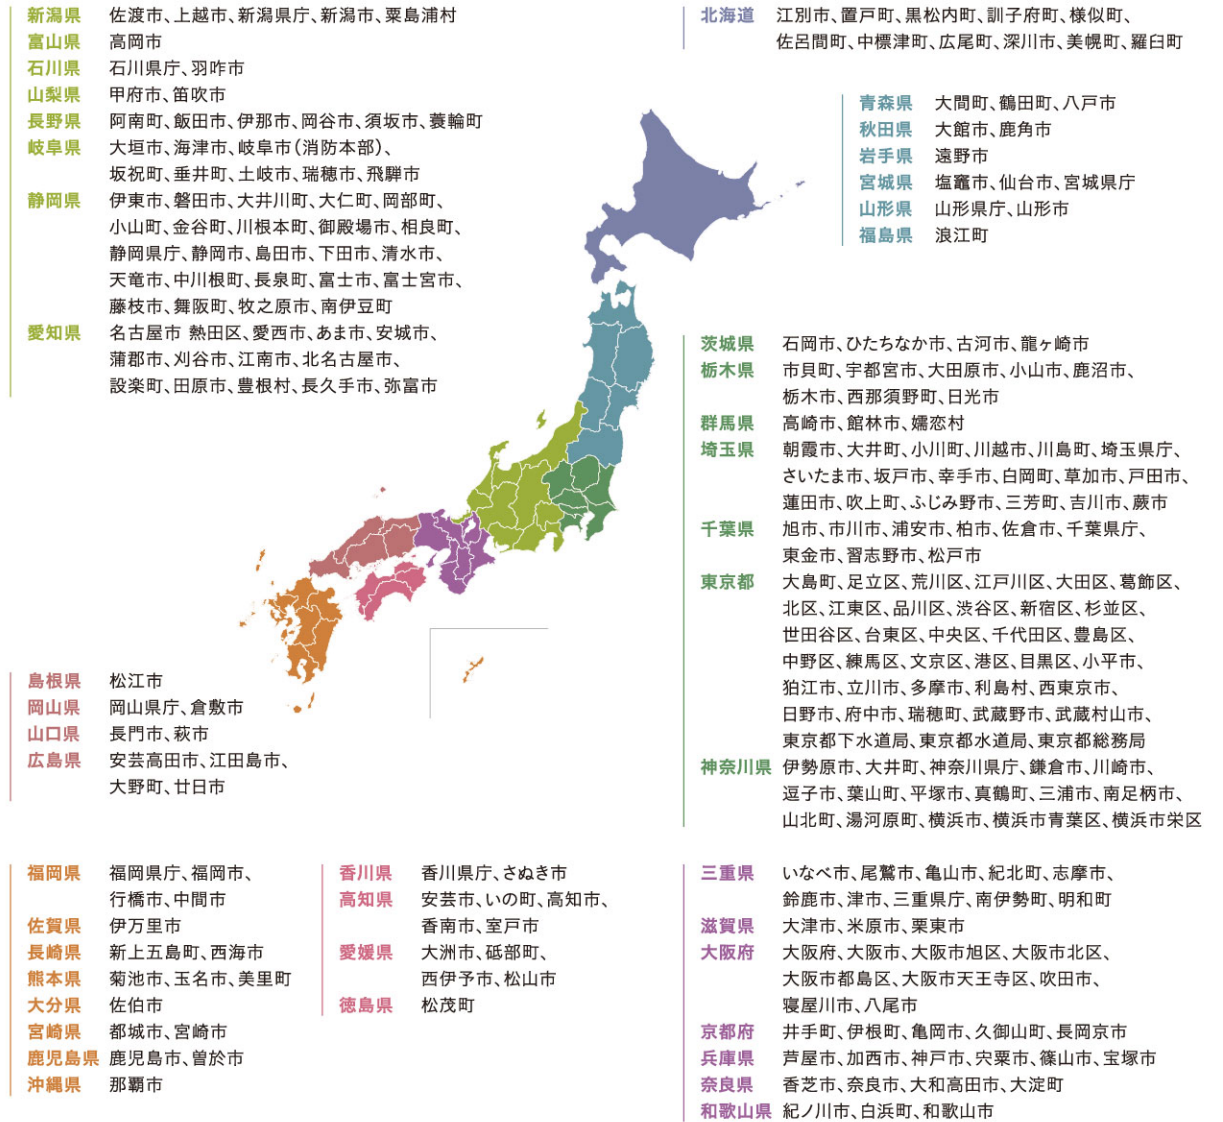 新潟県 佐渡市、上越市、新潟県庁、新潟市、粟島浦村
富山県 高岡市
石川県 石川県庁、羽咋市
山梨県 甲府市、笛吹市
長野県 阿南町、飯田市、伊那市、岡谷市、須坂市、蓑輪町
岐阜県 大垣市、海津市、岐阜市（消防本部）、
坂祝町、垂井町、土岐市、瑞穂市、飛騨市
静岡県 伊東市、磐田市、大井川町、大仁町、岡部町、
小山町、金谷町、川根本町、御殿場市、相良町、
静岡県庁、静岡市、島田市、下田市、清水市、
天竜市、中川根町、長泉町、富士市、富士宮市、
藤枝市、舞阪町、牧之原市、南伊豆町
愛知県 名古屋市 熱田区、愛西市、あま市、安城市、
蒲郡市、刈谷市、江南市、北名古屋市、
設楽町、田原市、豊根村、長久手市、弥富市
北海道 江別市、置戸町、黒松内町、訓子府町、様似町、
佐呂間町、中標津町、広尾町、深川市、美幌町、羅臼町
青森県 大間町、鶴田町、八戸市
秋田県 大館市、鹿角市
岩手県 遠野市
宮城県 塩竈市、仙台市、宮城県庁
山形県 山形県庁、山形市
福島県 浪江町
茨城県 石岡市、ひたちなか市、古河市、龍ヶ崎市
栃木県 市貝町、宇都宮市、大田原市、小山市、鹿沼市、
栃木市、西那須野町、日光市
群馬県 高崎市、館林市、嬬恋村
埼玉県 朝霞市、大井町、小川町、川越市、川島町、埼玉県庁、
さいたま市、坂戸市、幸手市、白岡町、草加市、戸田市、
蓮田市、吹上町、ふじみ野市、三芳町、吉川市、蕨市
千葉県 旭市、市川市、浦安市、柏市、佐倉市、千葉県庁、
東金市、習志野市、松戸市
東京都 大島町、足立区、荒川区、江戸川区、大田区、葛飾区、
北区、江東区、品川区、渋谷区、新宿区、杉並区、
世田谷区、台東区、中央区、千代田区、豊島区、
中野区、練馬区、文京区、港区、目黒区、小平市、
狛江市、立川市、多摩市、利島村、西東京市、
日野市、府中市、瑞穂町、武蔵野市、武蔵村山市、
東京都下水道局、東京都水道局、東京都総務局
神奈川県 伊勢原市、大井町、神奈川県庁、鎌倉市、川崎市、
逗子市、葉山町、平塚市、真鶴町、三浦市、南足柄市、
山北町、湯河原町、横浜市、横浜市青葉区、横浜市栄区
島根県 松江市
岡山県 岡山県庁、倉敷市
山口県 長門市、萩市
広島県 安芸高田市、江田島市、
大野町、廿日市
福岡県 福岡県庁、福岡市、
行橋市、中間市
佐賀県 伊万里市
長崎県 新上五島町、西海市
熊本県 菊池市、玉名市、美里町
大分県 佐伯市
宮崎県 都城市、宮崎市
鹿児島県 鹿児島市、曽於市
沖縄県 那覇市
香川県 香川県庁、さぬき市
高知県 安芸市、いの町、高知市、
香南市、室戸市
愛媛県 大洲市、砥部町、
西伊予市、松山市
徳島県 松茂町
三重県 いなべ市、尾鷲市、亀山市、紀北町、志摩市、
鈴鹿市、津市、三重県庁、南伊勢町、明和町
滋賀県 大津市、米原市、栗東市
大阪府 大阪府、大阪市、大阪市旭区、大阪市北区、
大阪市都島区、大阪市天王寺区、吹田市、
寝屋川市、八尾市
京都府 井手町、伊根町、亀岡市、久御山町、長岡京市
兵庫県 芦屋市、加西市、神戸市、宍粟市、篠山市、宝塚市
奈良県 香芝市、奈良市、大和高田市、大淀町
和歌山県 紀ノ川市、白浜町、和歌山市